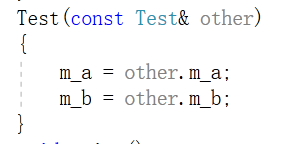 Test(const Test& other)
{
m_a = other.m_a;
m_b = other.m_b;
}